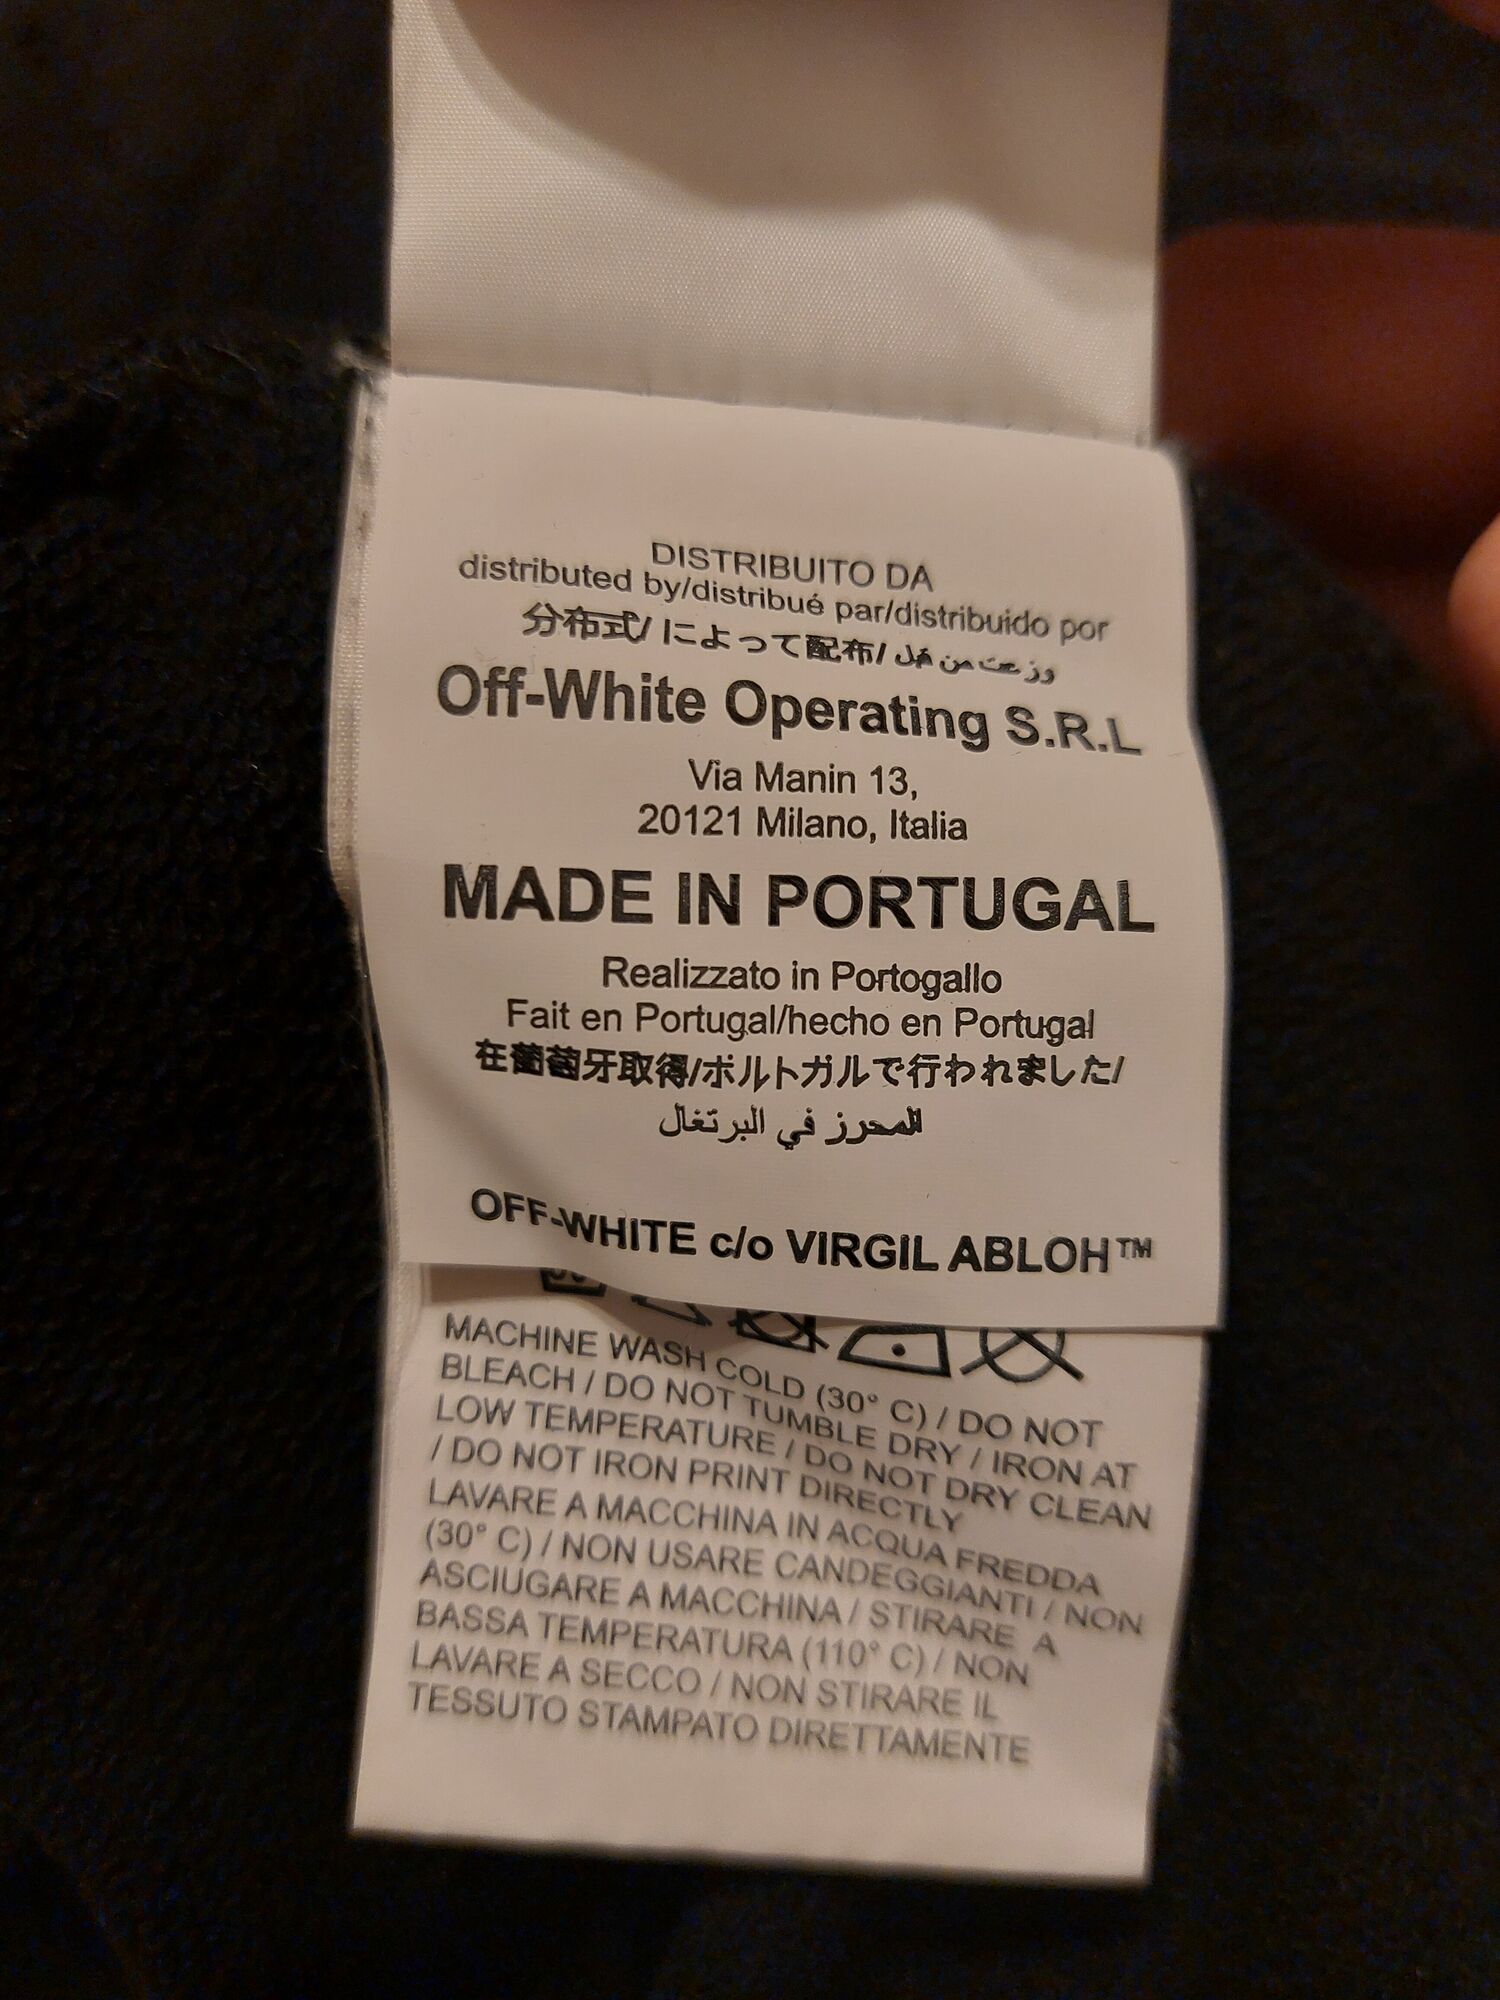 DISTRIBUITO DA
distributed by/distribué par/distribuido por
分布式/ によって配布/ وزعت من قبل
Off-White Operating S.R.L
Via Manin 13,
20121 Milano, Italia
MADE IN PORTUGAL
Realizzato in Portogallo
Fait en Portugal/hecho en Portugal
在葡萄牙取得/ポルトガルで行われました/
المحرز في البرتغال
OFF-WHITE c/o VIRGIL ABLOH™
MACHINE WASH COLD (30° C) / DO NOT
BLEACH / DO NOT TUMBLE DRY / IRON AT
LOW TEMPERATURE / DO NOT DRY CLEAN
/ DO NOT IRON PRINT DIRECTLY
LAVARE A MACCHINA IN ACQUA FREDDA
(30° C) / NON USARE CANDEGGIANTI / NON
ASCIUGARE A MACCHINA / STIRARE A
BASSA TEMPERATURA (110° C) / NON
LAVARE A SECCO / NON STIRARE IL
TESSUTO STAMPATO DIRETTAMENTE